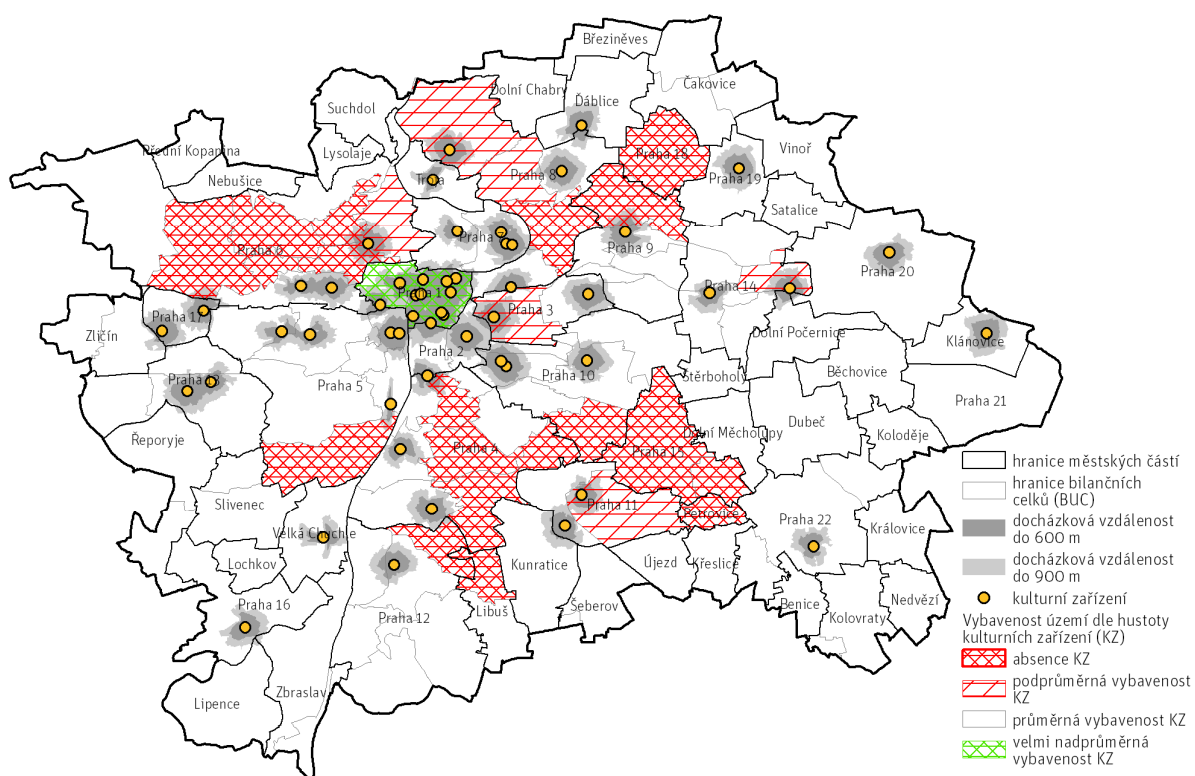 Březiněves
Dolní Chabry
Čakovice
Ďáblice
Suchdol
Přední Kopanina
Lysolaje
Vinoř
Praha 18
Nebušice
Troja
Praha 8
Praha 19
Satalice
Praha 6
Praha 7
Praha 9
Praha 20
Praha 1
Praha 14
Praha 17
Praha 3
Zličín
Dolní Počernice
Klánovice
Praha 2
Praha 13
Praha 5
Praha 10
Štěrboholy
Běchovice
Praha 21
Řeporyje
Dubeč
Dolní Měcholupy
Koloděje
Praha 4
Praha 15
Slivenec
Praha 11
Petrovice
Praha 22
Královice
Velká Chuchle
Lochkov
Kunratice
Újezd
Křeslice
Praha 16
Praha 12
Libuš
Šeberov
Benice
Nedvězí
Kolovraty
Lipence
Zbraslav
hranice městských částí
hranice bilančních
celků (BUC)
docházková vzdálenost
do 600 m
docházková vzdálenost
do 900 m
kulturní zařízení
Vybavenost území dle hustoty
kulturních zařízení (KZ)
absence KZ
podprůměrná vybavenost
KZ
průměrná vybavenost KZ
velmi nadprůměrná
vybavenost KZ